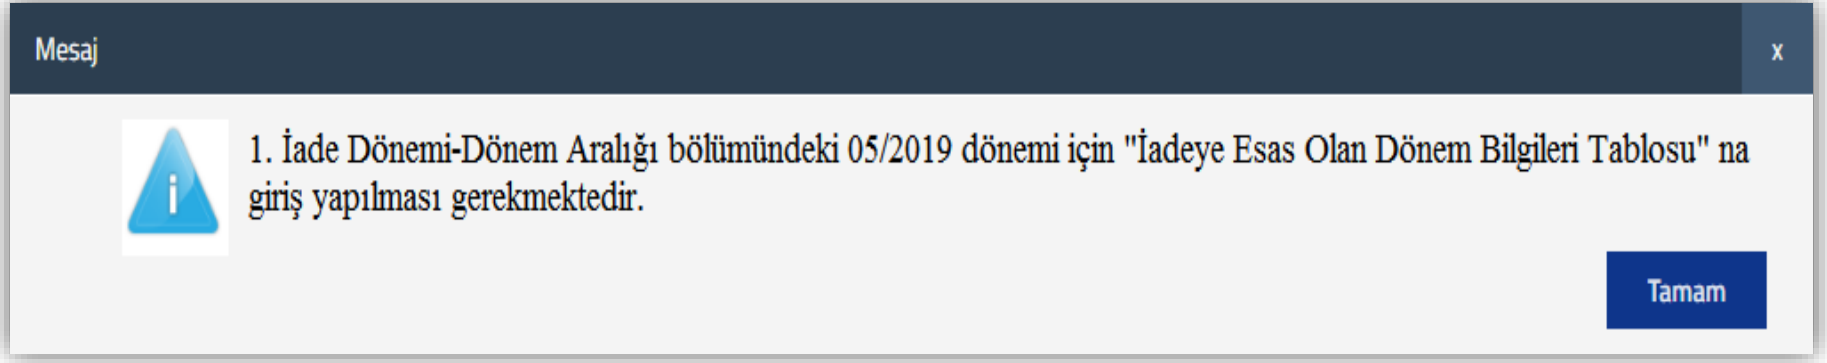 Mesaj
x
1. İade Dönemi-Dönem Aralığı bölümündeki 05/2019 dönemi için "İadeye Esas Olan Dönem Bilgileri Tablosu" na
giriş yapılması gerekmektedir.
Tamam